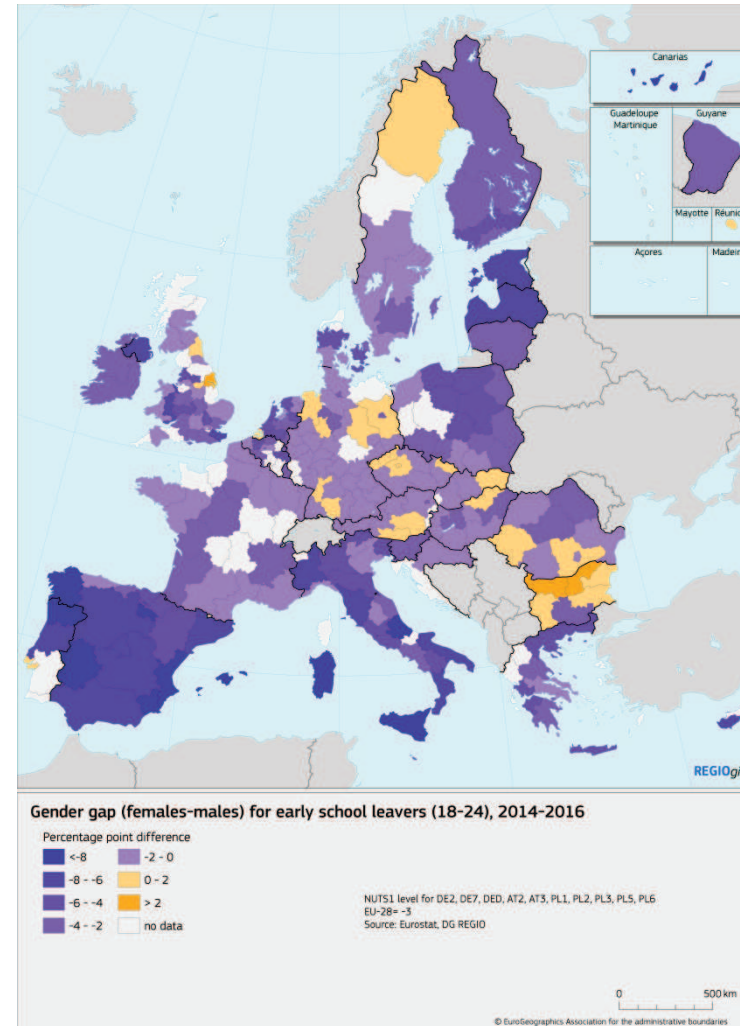 Canarias
Guadeloupe
Martinique
Guyane
Mayotte
Açores
REGIO
Gender gap (females-males) for early school leavers (18-24), 2014-2016
Percentage point difference
<-8
-8 - -6
-6 - -4
-4 - -2
-2 - 0
0 - 2
> 2
no data
NUTS1 level for DE2, DE7, DED, AT2, AT3, PL1, PL2, PL3, PL5, PL6
EU-28= -3
Source: Eurostat, DG REGIO
0 500 km
© EuroGeographics Association for the administrative boundaries